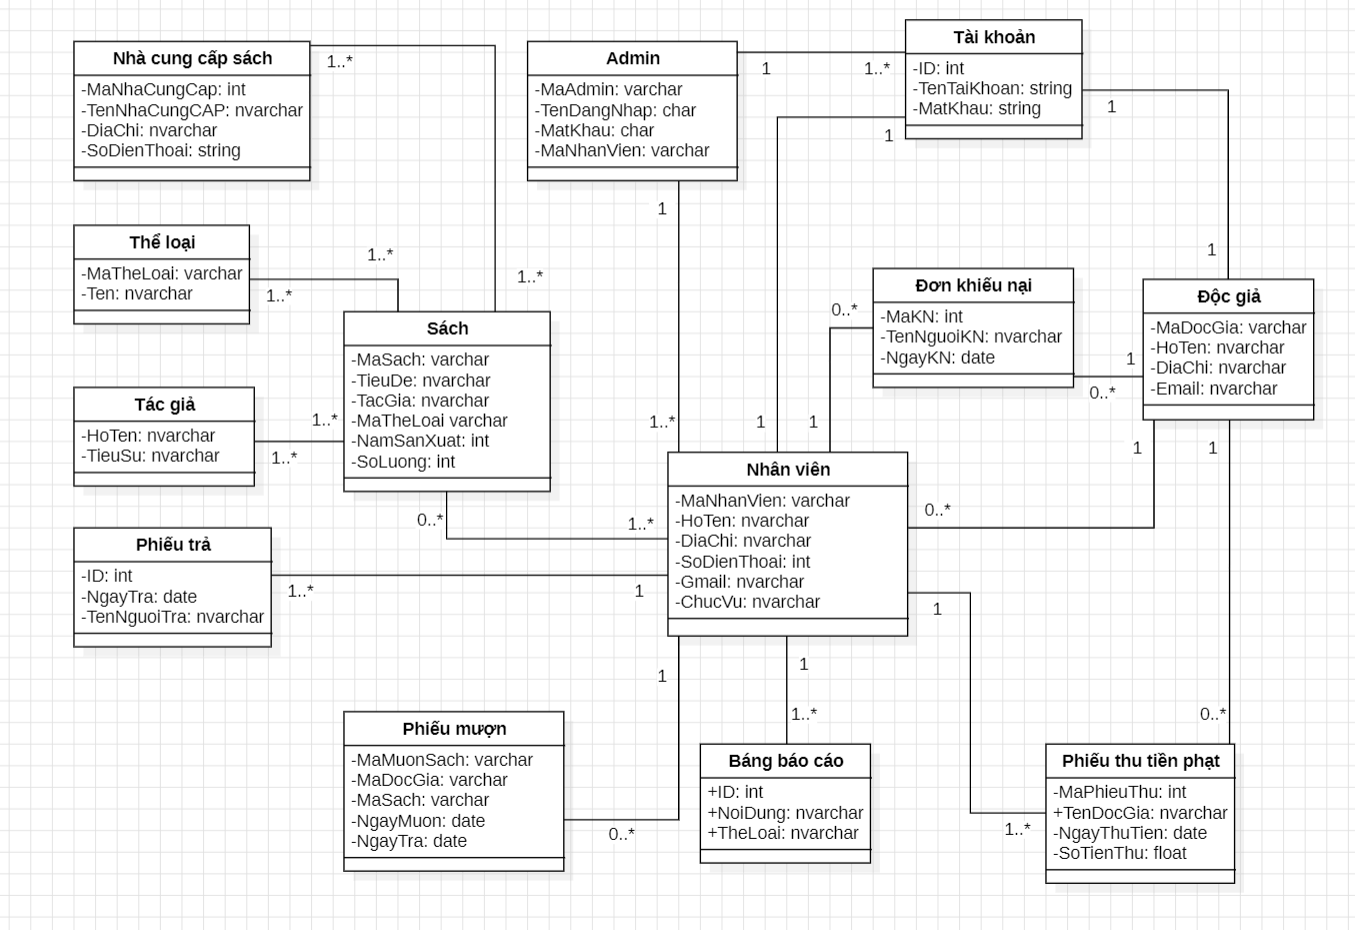 Nhà cung cấp sách
-MaNhaCungCap: int
-TenNhaCungCAP: nvarchar
-DiaChi: nvarchar
-SoDienThoai: string
1..*
Admin
-MaAdmin: varchar
-TenDangNhap: char
-MatKhau: char
-MaNhanVien: varchar
1
1..*
Tài khoản
-ID: int
-TenTaiKhoan: string
-MatKhau: string
1
1
1
Thể loại
-MaTheLoai: varchar
-Ten: nvarchar
1..*
1..*
1..*
1
Đơn khiếu nại
-MaKN: int
-TenNguoiKN: nvarchar
-NgayKN: date
0..*
1
0..*
Độc giả
-MaDocGia: varchar
-HoTen: nvarchar
-DiaChi: nvarchar
-Email: nvarchar
Sách
-MaSach: varchar
-TieuDe: nvarchar
-TacGia: nvarchar
-MaTheLoai varchar
-NamSanXuat: int
-SoLuong: int
Tác giả
-HoTen: nvarchar
-TieuSu: nvarchar
1..*
1..*
1..*
1
1
1
1
Nhân viên
-MaNhanVien: varchar
-HoTen: nvarchar
-DiaChi: nvarchar
-SoDienThoai: int
-Gmail: nvarchar
-ChucVu: nvarchar
0..*
1..*
0..*
Phiếu trả
-ID: int
-NgayTra: date
-TenNguoiTra: nvarchar
1..*
1
1
1
1
1..*
0..*
Phiếu mượn
-MaMuonSach: varchar
-MaDocGia: varchar
-MaSach: varchar
-NgayMuon: date
-NgayTra: date
0..*
Báng báo cáo
+ID: int
+NoiDung: nvarchar
+TheLoai: nvarchar
Phiếu thu tiền phạt
-MaPhieuThu: int
+TenDocGia: nvarchar
-NgayThuTien: date
-SoTienThu: float
1..*